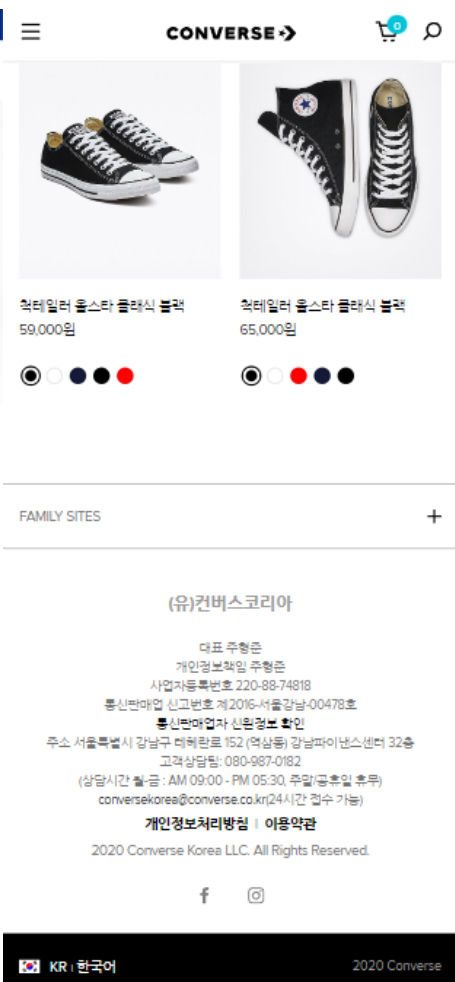 CONVERSE
0
척테일러 올스타 클래식 블랙
59,000원
척테일러 올스타 클래식 블랙
65,000원
FAMILY SITES
(유)컨버스코리아
대표 주형준
개인정보책임 주형준
사업자등록번호 220-88-74818
통신판매업 신고번호 제2016-서울강남-00478호
통신판매업자 신원정보 확인
주소 서울특별시 강남구 테헤란로 152 (역삼동) 강남파이낸스센터 32층
고객상담팀: 080-987-0182
(상담시간 월-금 : AM 09:00 - PM 05:30, 주말/공휴일 휴무)
conversekorea@converse.co.kr(24시간 접수 가능)
개인정보처리방침 | 이용약관
2020 Converse Korea LLC. All Rights Reserved.
KR | 한국어
2020 Converse